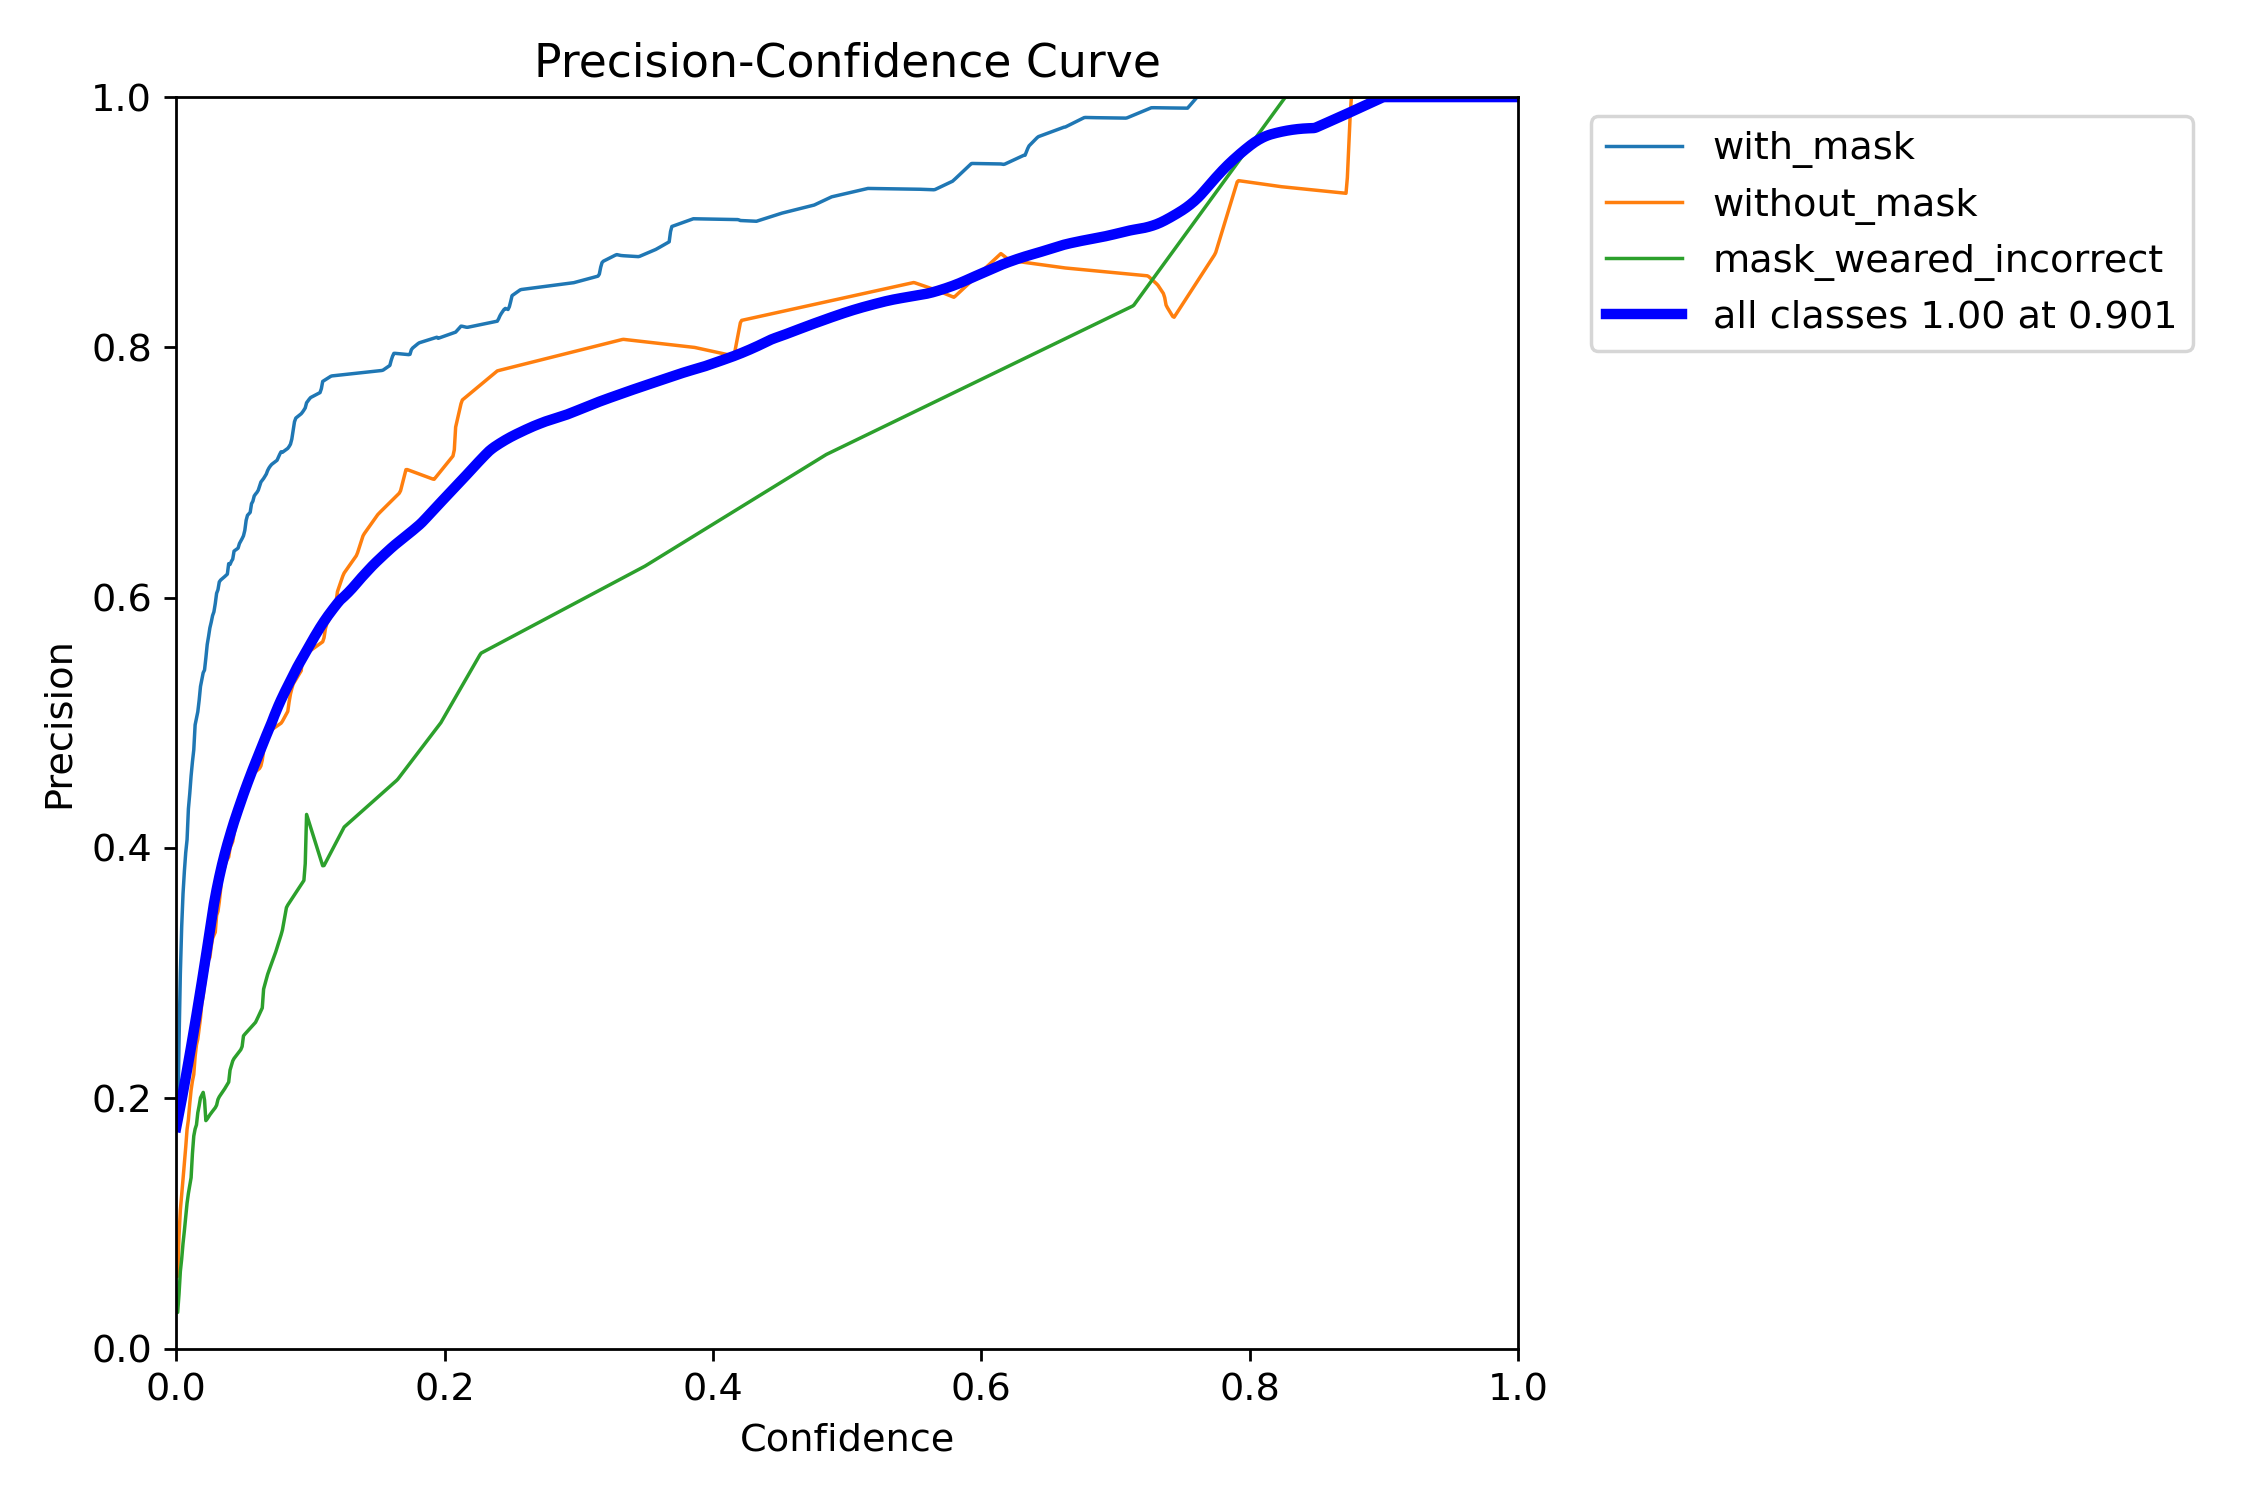 Precision-Confidence Curve
1.0
0.8
0.6
0.4
0.2
0.0
Precision
0.0 0.2 0.4 0.6 0.8 1.0
Confidence
with_mask
without_mask
mask_weared_incorrect
all classes 1.00 at 0.901